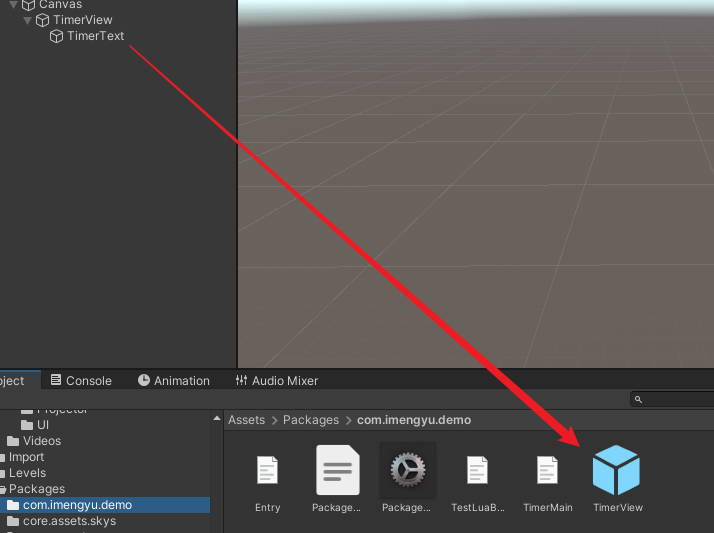 Canvas
TimerView
TimerText
oject
Console
Animation
Audio Mixer
Projector
UI
Videos
Import
Levels
Packages
com.imengyu.demo
core.assets.skys
Assets > Packages > com.imengyu.demo
Entry
Package...
Package...
TestLuaB...
TimerMain
TimerView